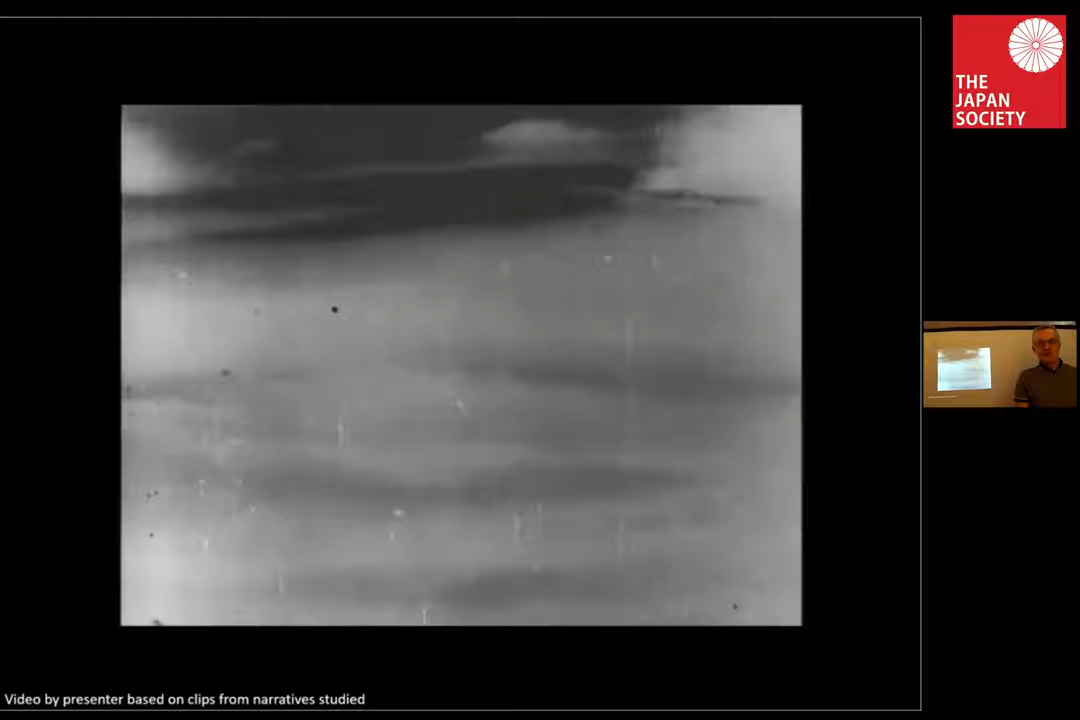 THE
JAPAN
SOCIETY
Video by presenter based on clips from narratives studied